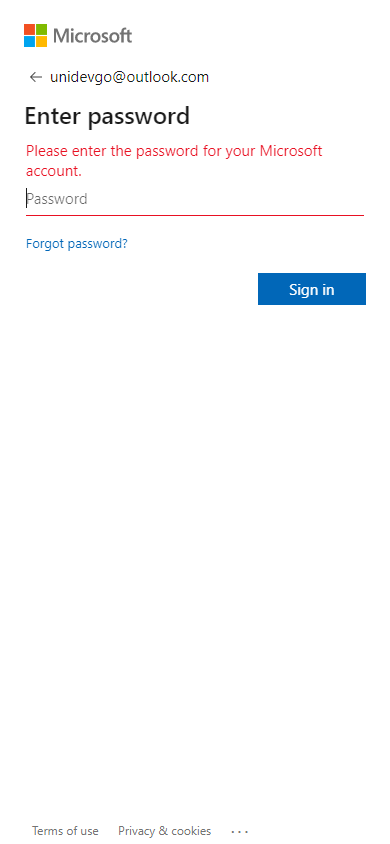 Microsoft
← unidevgo@outlook.com
Enter password
Please enter the password for your Microsoft
account.
Password
Forgot password?
Sign in
Terms of use Privacy & cookies ...